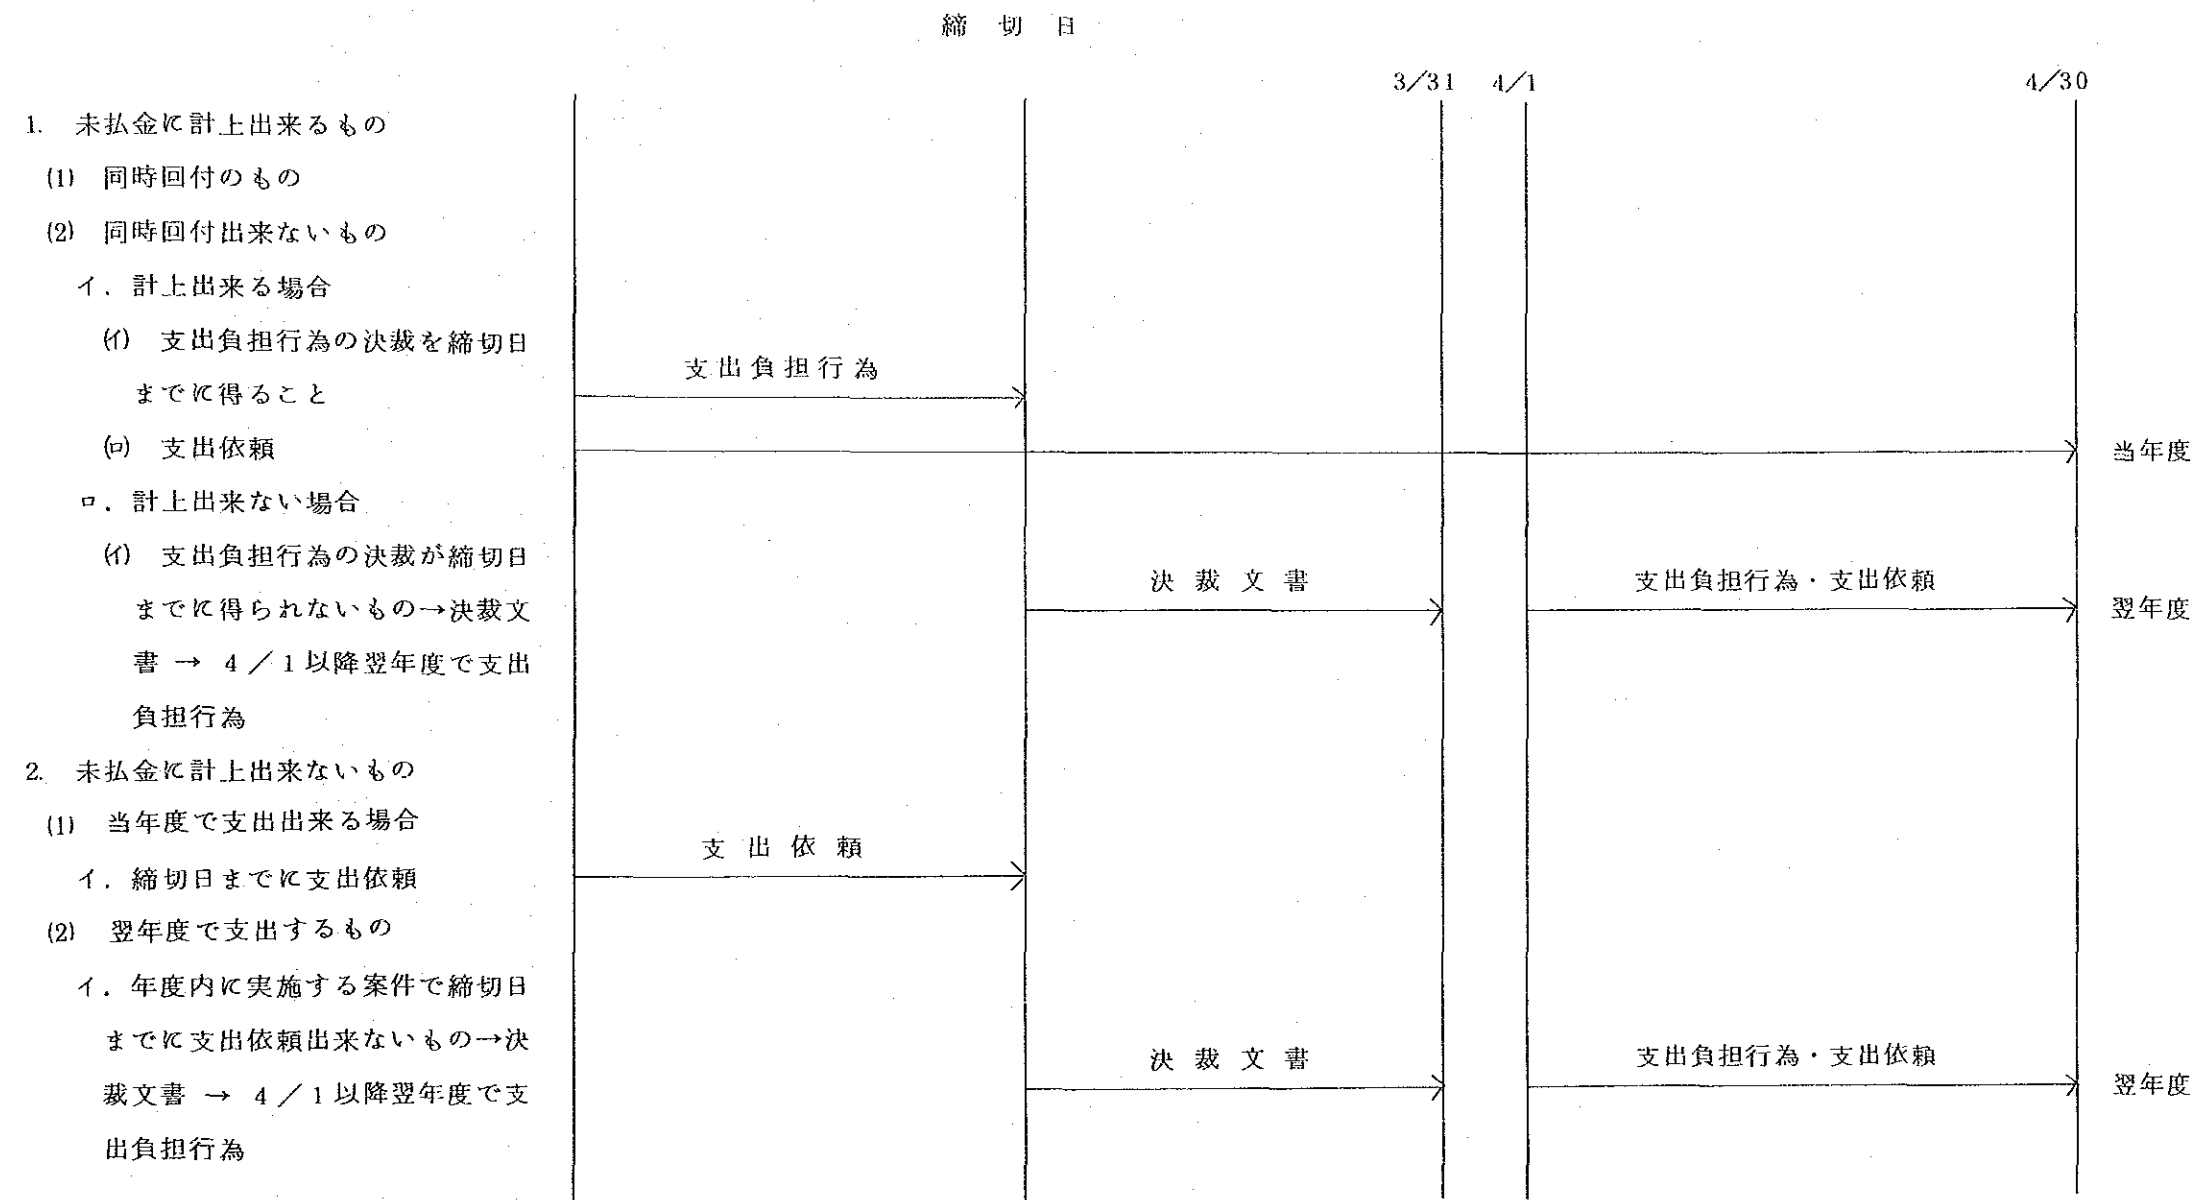 締切日
3/31 4/1 4/30
1. 未払金に計上出来るもの
(1) 同時回付のもの
(2) 同時回付出来ないもの
イ. 計上出来る場合
(イ) 支出負担行為の決裁を締切日
までに得ること
支出負担行為
(ロ) 支出依頼
当年度
ロ. 計上出来ない場合
(イ) 支出負担行為の決裁が締切日
までに得られないもの→決裁文
書 → 4/1以降翌年度で支出
負担行為
決裁文書
支出負担行為・支出依頼
翌年度
2. 未払金に計上出来ないもの
(1) 当年度で支出出来る場合
イ. 締切日までに支出依頼
支出依頼
(2) 翌年度で支出するもの
イ. 年度内に実施する案件で締切日
までに支出依頼出来ないもの→決
裁文書 → 4/1以降翌年度で支
出負担行為
決裁文書
支出負担行為・支出依頼
翌年度